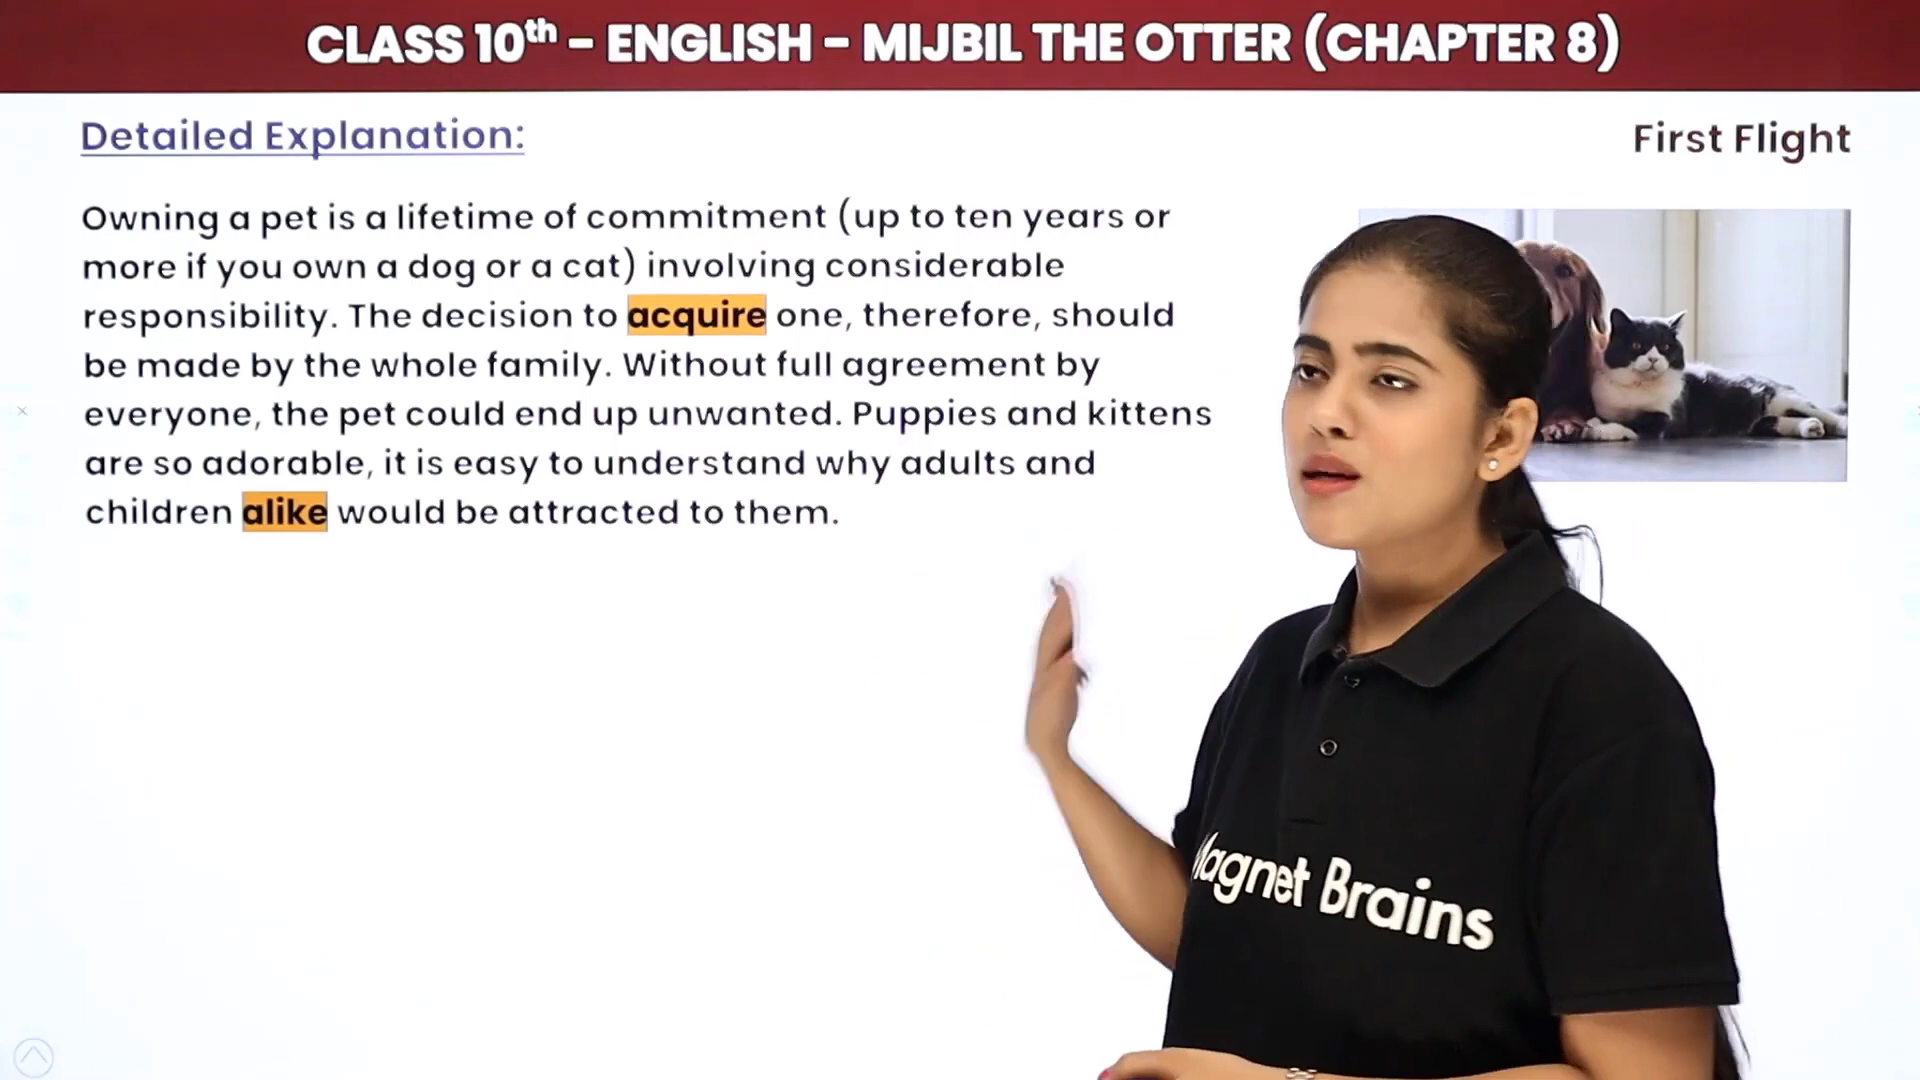 CLASS 10th – ENGLISH – MIJBIL THE OTTER (CHAPTER 8)
Detailed Explanation:
First Flight
Owning a pet is a lifetime of commitment (up to ten years or
more if you own a dog or a cat) involving considerable
responsibility. The decision to acquire one, therefore, should
be made by the whole family. Without full agreement by
everyone, the pet could end up unwanted. Puppies and kittens
are so adorable, it is easy to understand why adults and
children alike would be attracted to them.
Magnet Brains